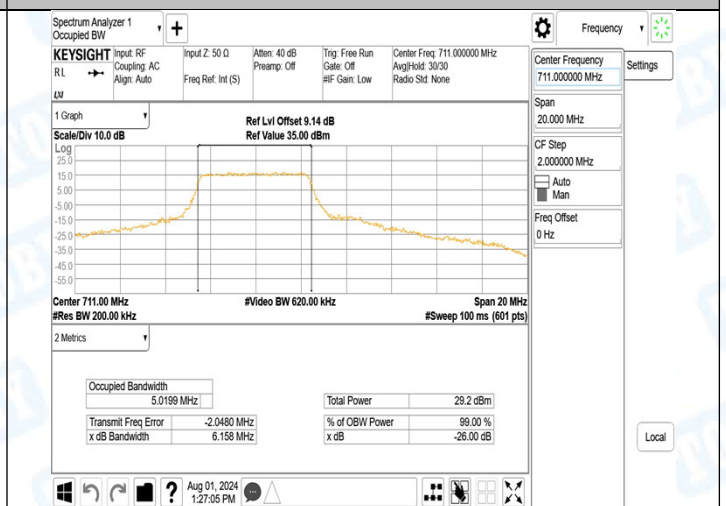 Spectrum Analyzer 1
Occupied BW
+
Frequency
KEYSIGHT
RL
Input: RF
Coupling: AC
Align: Auto
Input Z: 50 Ω
Freq Ref: Int (S)
Atten: 40 dB
Preamp: Off
Trig: Free Run
Gate: Off
#IF Gain: Low
Center Freq: 711.000000 MHz
Avg|Hold: 30/30
Radio Std: None
Center Frequency
711.000000 MHz
Settings
Span
20.000 MHz
CF Step
2.000000 MHz
Auto
Man
Freq Offset
0 Hz
1 Graph
Scale/Div 10.0 dB
Ref Lvl Offset 9.14 dB
Ref Value 35.00 dBm
Log
25.0
15.0
5.00
-5.00
-15.0
-25.0
-35.0
-45.0
-55.0
Center 711.00 MHz
#Res BW 200.00 kHz
#Video BW 620.00 kHz
Span 20 MHz
#Sweep 100 ms (601 pts)
2 Metrics
Occupied Bandwidth
5.0199 MHz
Transmit Freq Error -2.0480 MHz
x dB Bandwidth 6.158 MHz
Total Power 29.2 dBm
% of OBW Power 99.00 %
x dB -26.00 dB
Local
?
Aug 01, 2024
1:27:05 PM